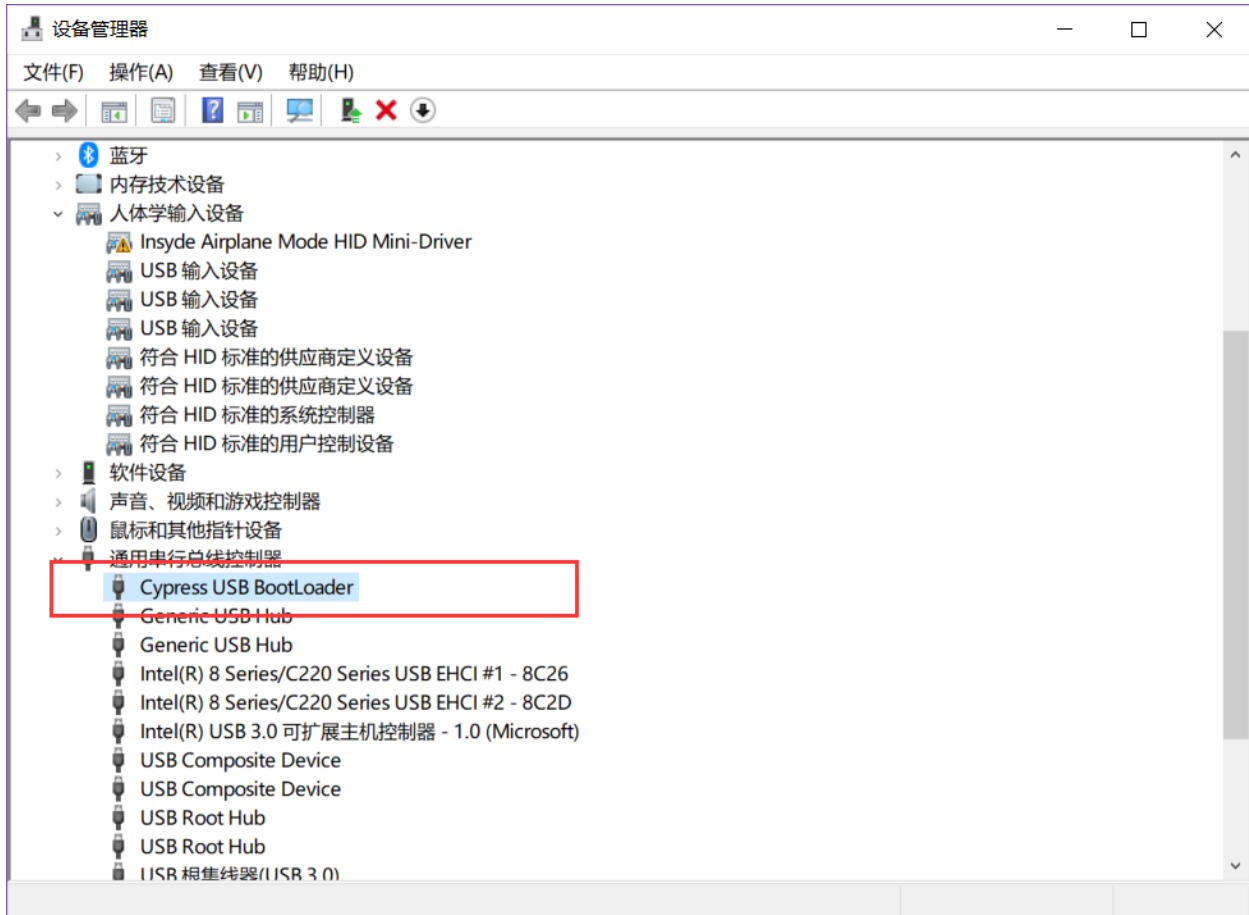 设备管理器
文件(F) 操作(A) 查看(V) 帮助(H)
蓝牙
内存技术设备
人体学输入设备
Insyde Airplane Mode HID Mini-Driver
USB 输入设备
USB 输入设备
USB 输入设备
符合 HID 标准的供应商定义设备
符合 HID 标准的供应商定义设备
符合 HID 标准的系统控制器
符合 HID 标准的用户控制设备
软件设备
声音、视频和游戏控制器
鼠标和其他指针设备
通用串行总线控制器
Cypress USB BootLoader
Generic USB Hub
Generic USB Hub
Intel(R) 8 Series/C220 Series USB EHCI #1 - 8C26
Intel(R) 8 Series/C220 Series USB EHCI #2 - 8C2D
Intel(R) USB 3.0 可扩展主机控制器 - 1.0 (Microsoft)
USB Composite Device
USB Composite Device
USB Root Hub
USB Root Hub
USB 根集线器(USB 3.0)